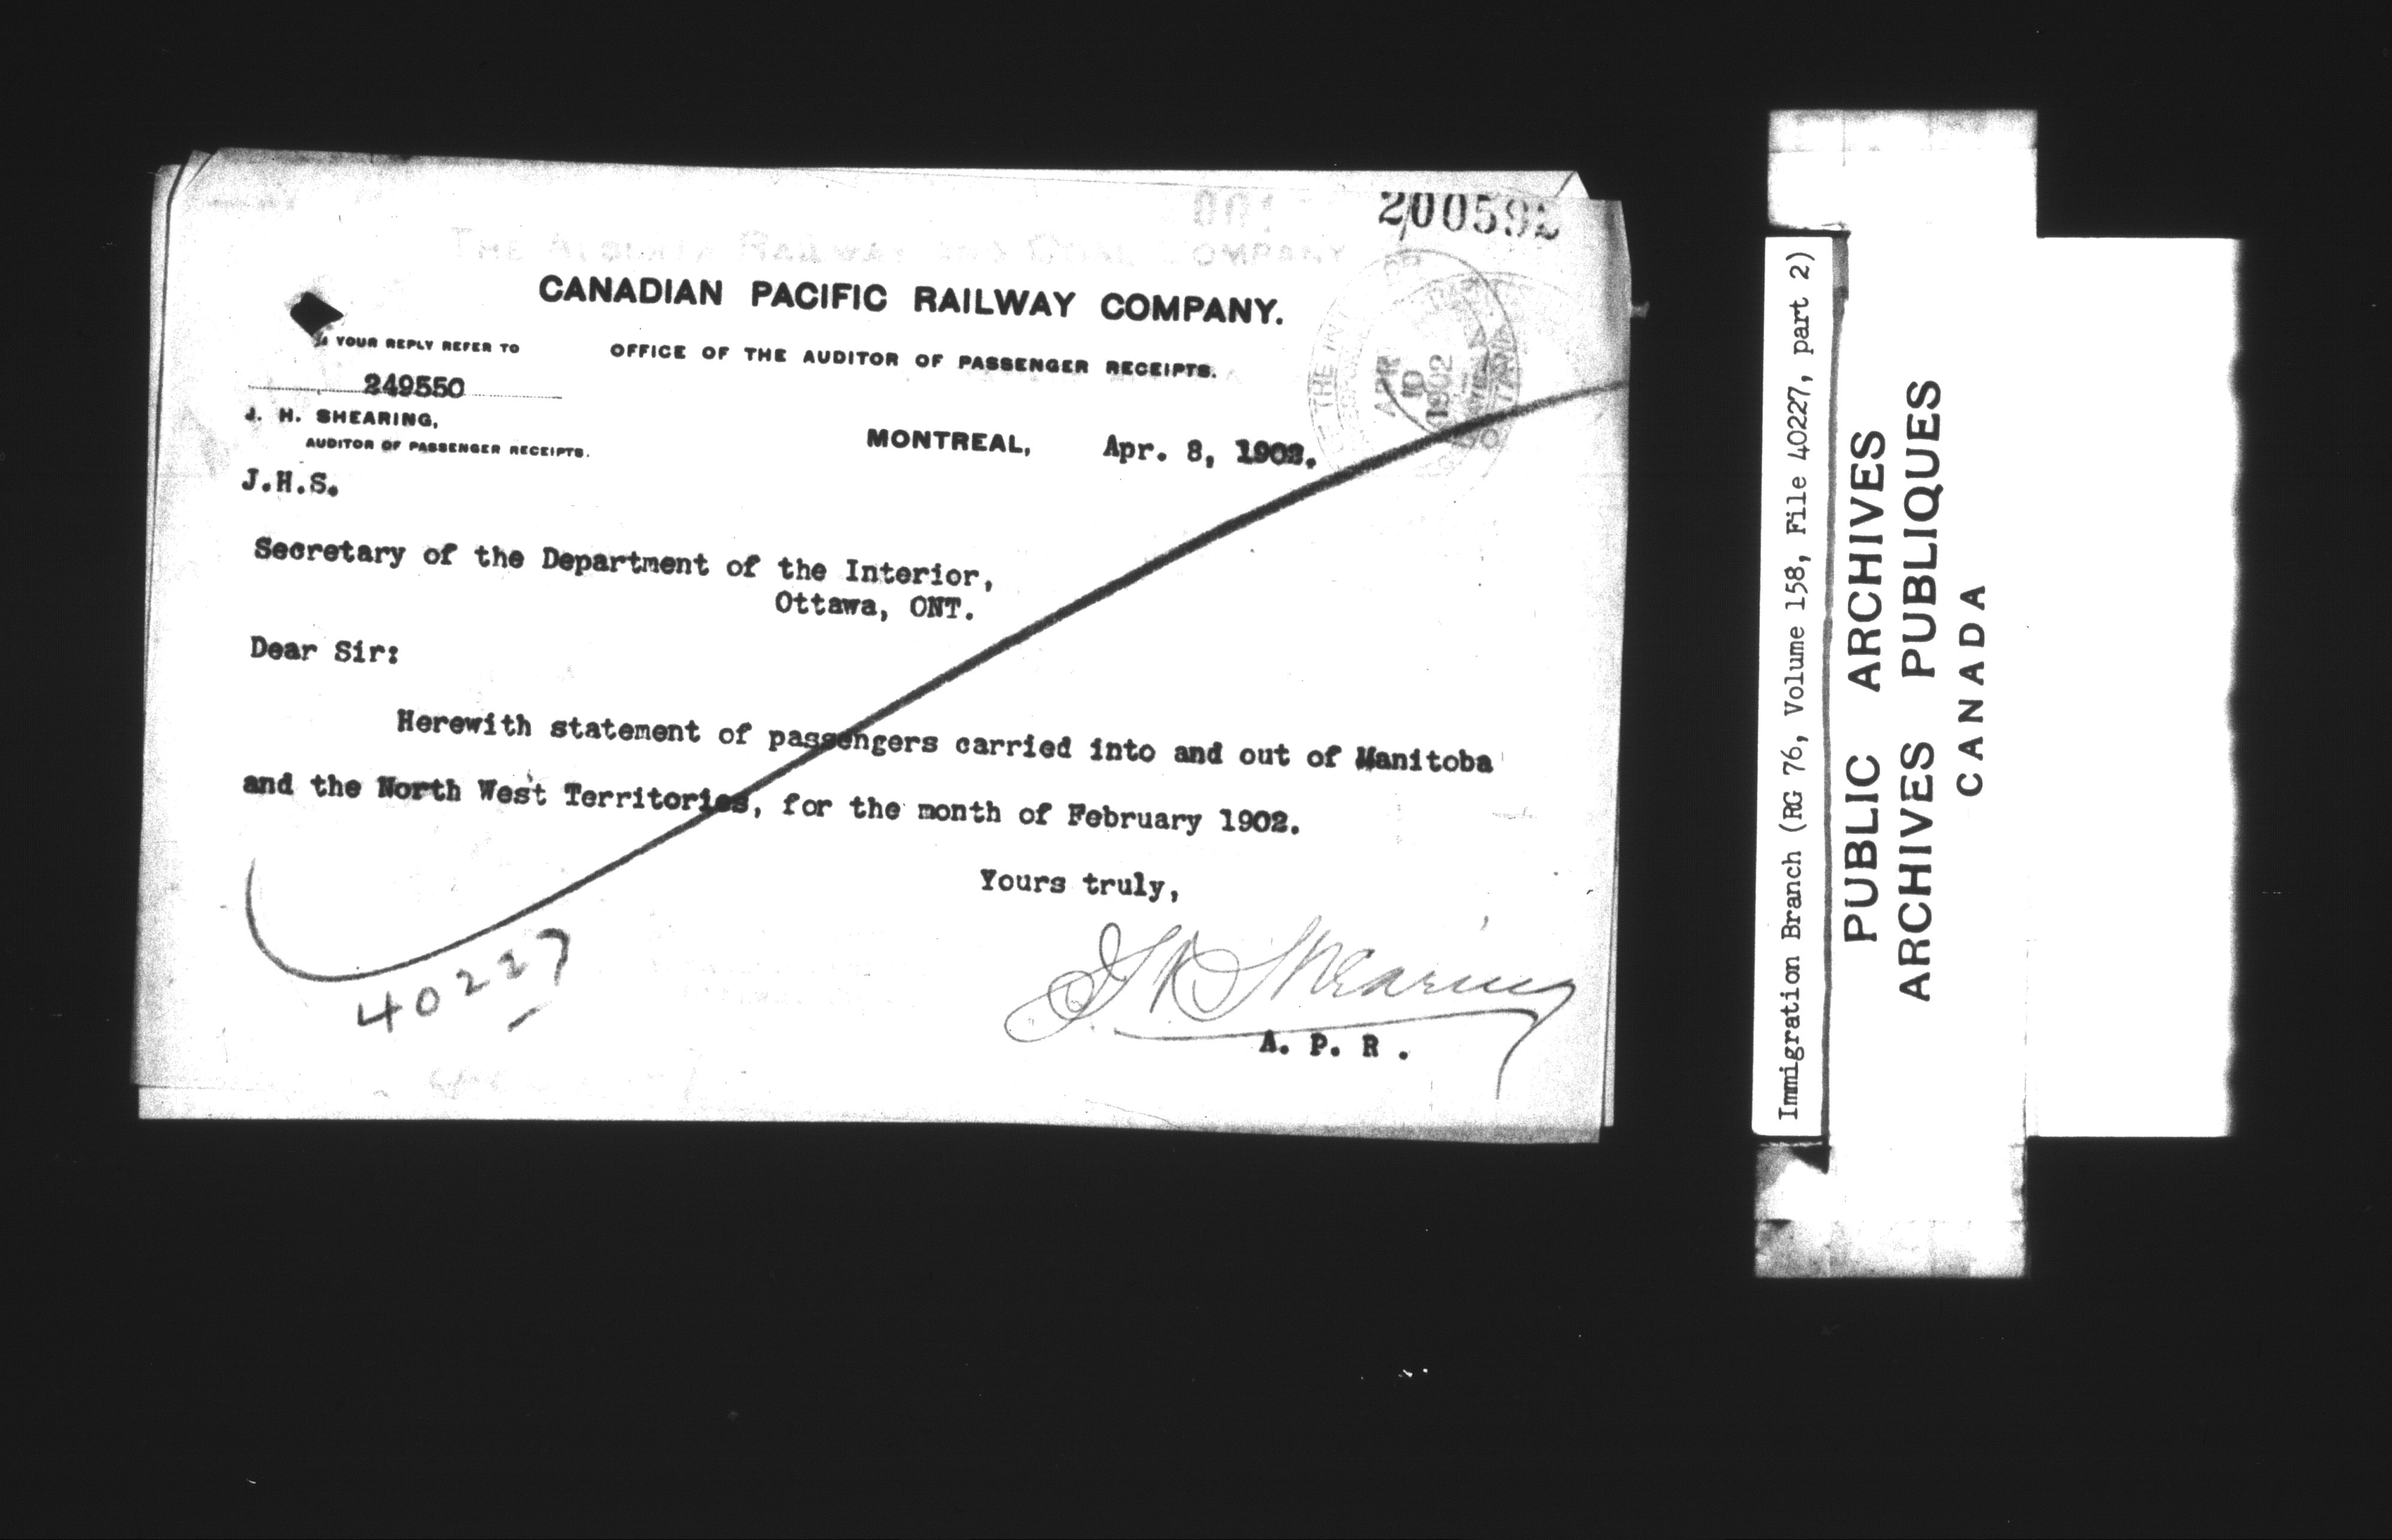 200592
CANADIAN PACIFIC RAILWAY COMPANY.
YOUR REPLY REFER TO
OFFICE OF THE AUDITOR OF PASSENGER RECEIPTS.
249550
J. H. SHEARING,
AUDITOR OF PASSENGER RECEIPTS.
MONTREAL, Apr. 8, 1902.
APR
10
1902
J.H.S.
Secretary of the Department of the Interior,
Ottawa, ONT.
Dear Sir:
Herewith statement of passengers carried into and out of Manitoba
and the North West Territories, for the month of February 1902.
Yours truly,
J H Shearing
A. P. R.
40227
Immigration Branch (RG 76, Volume 158, File 40227, part 2)
PUBLIC ARCHIVES
ARCHIVES PUBLIQUES
CANADA